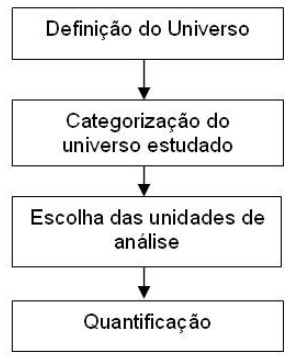 Definição do Universo
Categorização do
universo estudado
Escolha das unidades de
análise
Quantificação